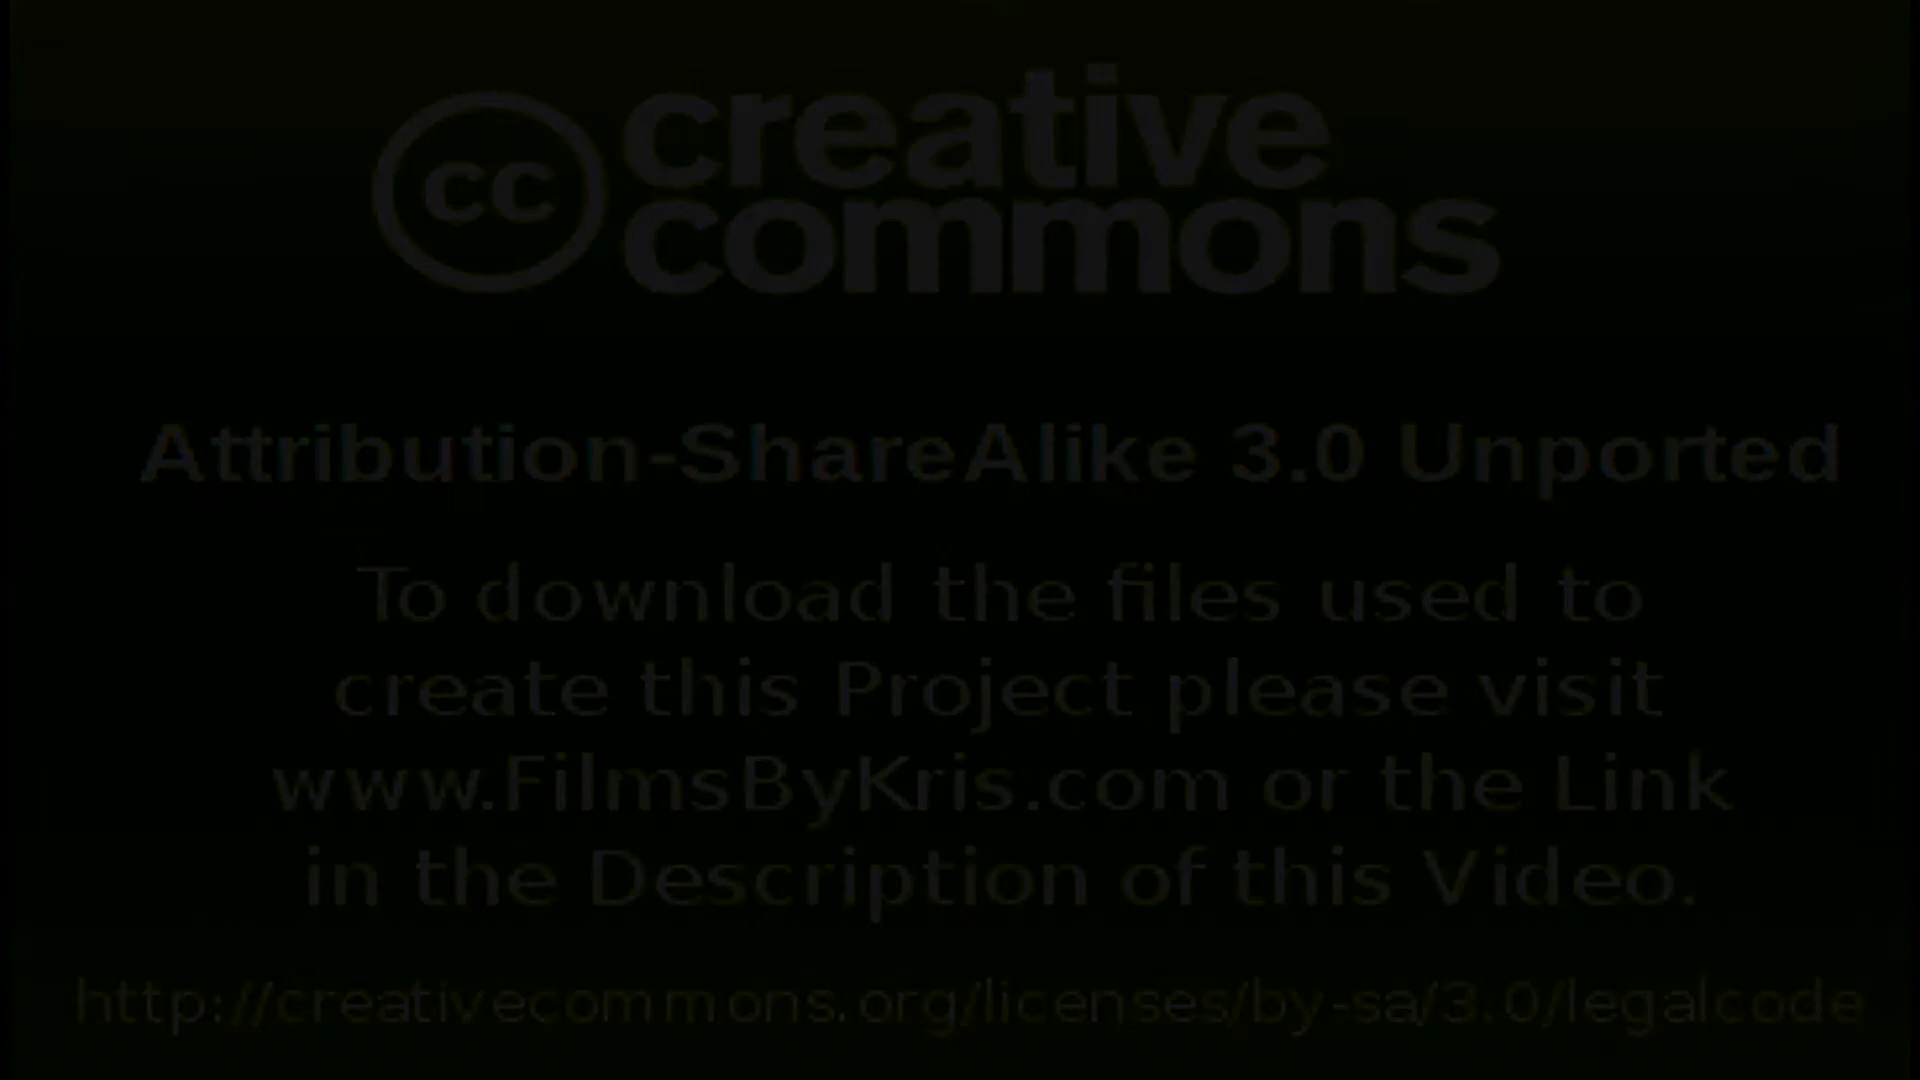 cc creative
commons
Attribution-ShareAlike 3.0 Unported
To download the files used to
create this Project please visit
www.FilmsByKris.com or the Link
in the Description of this Video.
http://creativecommons.org/licenses/by-sa/3.0/legalcode